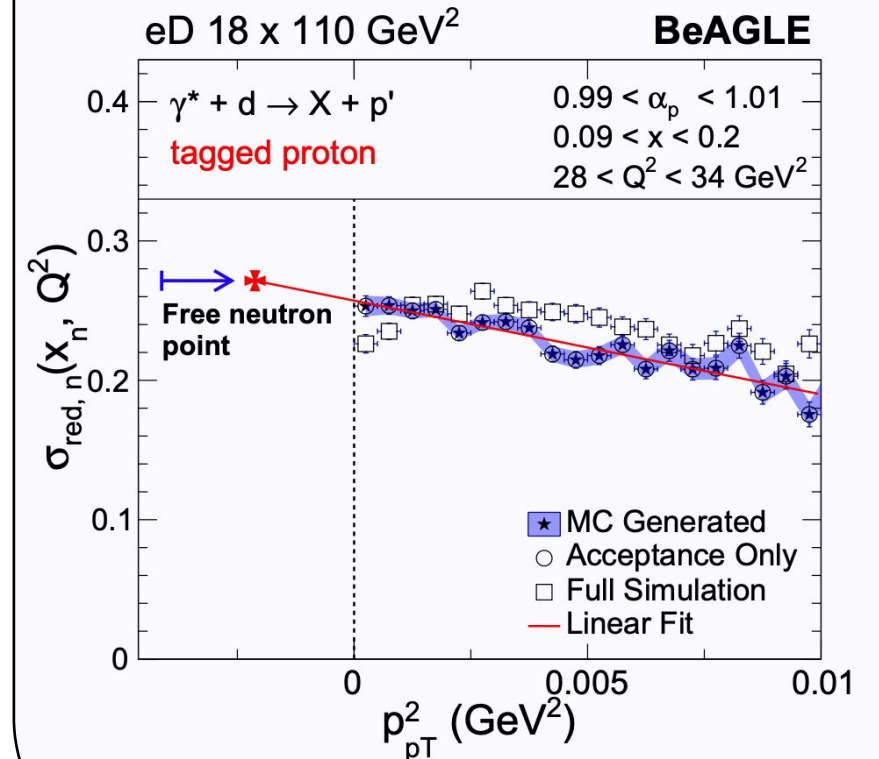 eD 18 x 110 GeV² BeAGLE
γ* + d → X + p'
tagged proton
0.99 < αₚ < 1.01
0.09 < x < 0.2
28 < Q² < 34 GeV²
σ_red, n(xₙ, Q²)
0.4
0.3
0.2
0.1
0
Free neutron
point
MC Generated
Acceptance Only
Full Simulation
Linear Fit
0 0.005 0.01
p²_pT (GeV²)